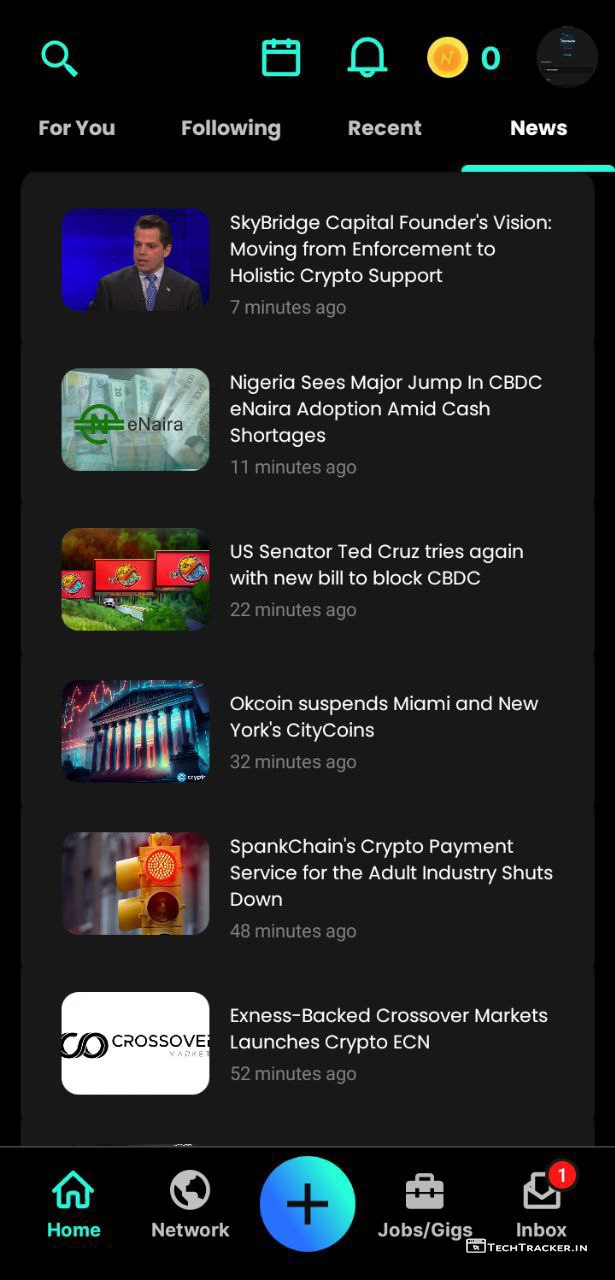 0
For You
Following
Recent
News
SkyBridge Capital Founder's Vision:
Moving from Enforcement to
Holistic Crypto Support
7 minutes ago
eNaira
Nigeria Sees Major Jump In CBDC
eNaira Adoption Amid Cash
Shortages
11 minutes ago
US Senator Ted Cruz tries again
with new bill to block CBDC
22 minutes ago
cryptr
Okcoin suspends Miami and New
York's CityCoins
32 minutes ago
SpankChain's Crypto Payment
Service for the Adult Industry Shuts
Down
48 minutes ago
CROSSOVER
MARKET
Exness-Backed Crossover Markets
Launches Crypto ECN
52 minutes ago
1
Home
Network
Jobs/Gigs
Inbox
TECHTRACKER.IN